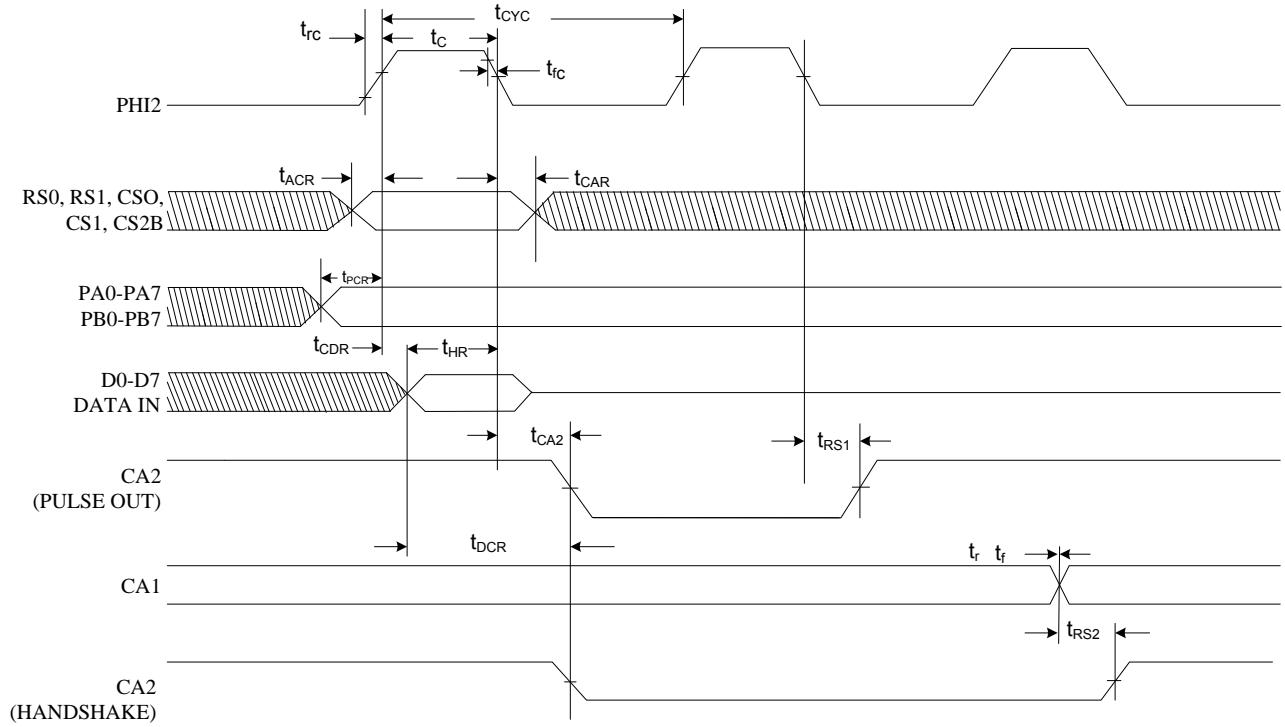 tCYC
trc
tC
tfc
PHI2
tACR
tCAR
RS0, RS1, CSO,
CS1, CS2B
tPCR
PA0-PA7
PB0-PB7
tCDR
tHR
D0-D7
DATA IN
tCA2
tRS1
CA2
(PULSE OUT)
tDCR
tr tf
CA1
tRS2
CA2
(HANDSHAKE)